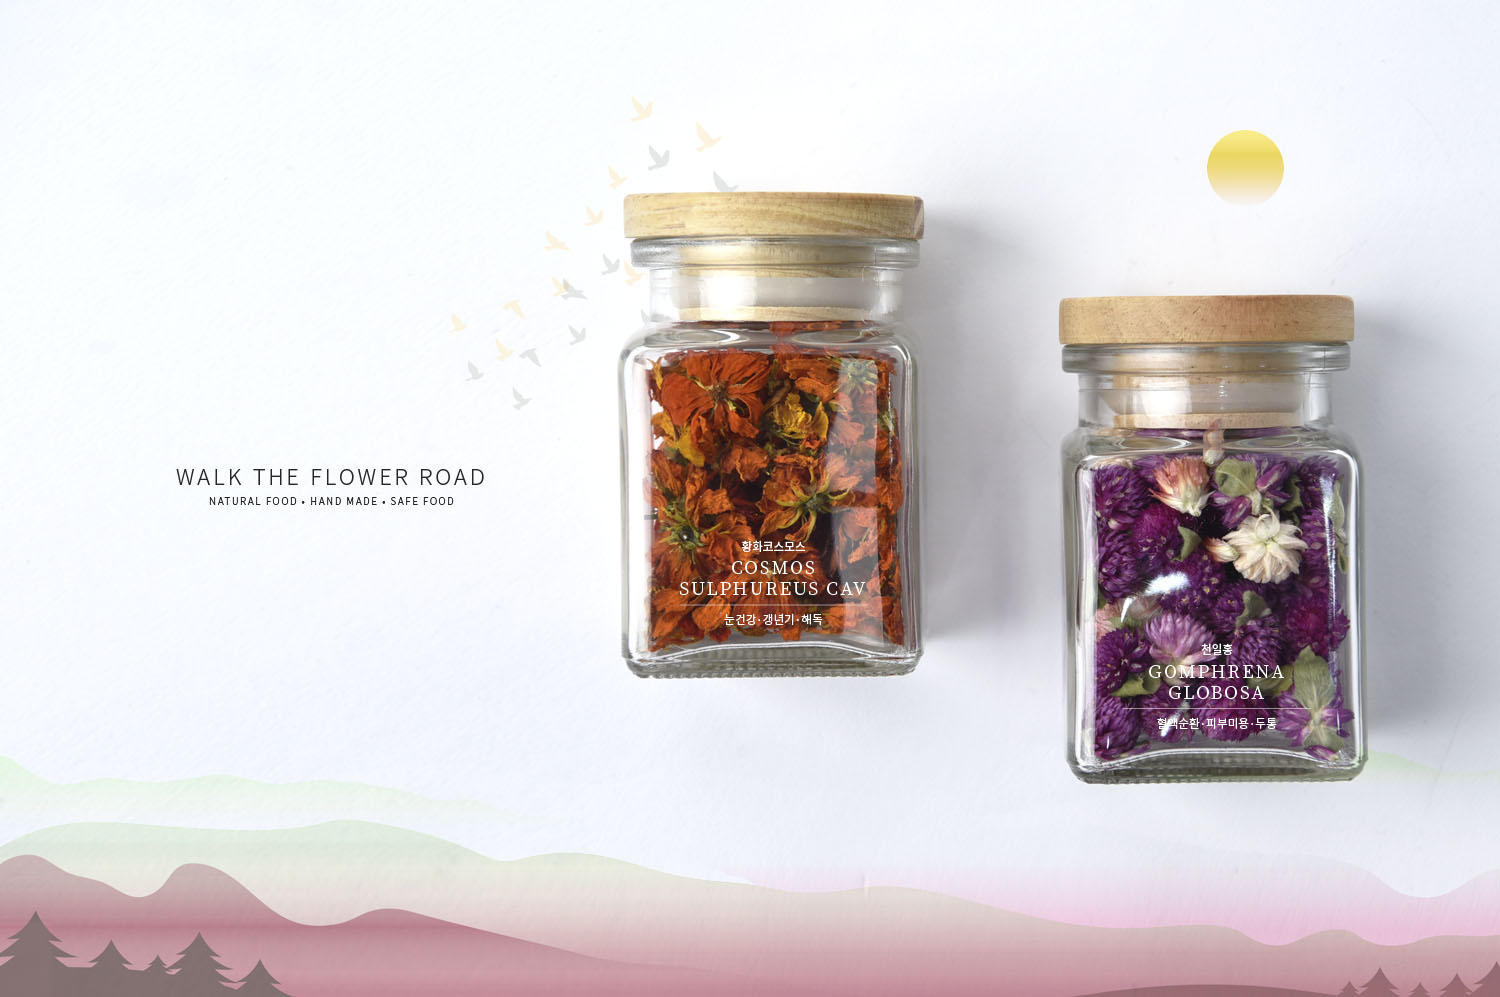 WALK THE FLOWER ROAD
NATURAL FOOD • HAND MADE • SAFE FOOD
황화코스모스
COSMOS
SULPHUREUS CAV
눈건강·갱년기·해독
천일홍
GOMPHRENA
GLOBOSA
혈액순환·피부미용·두통